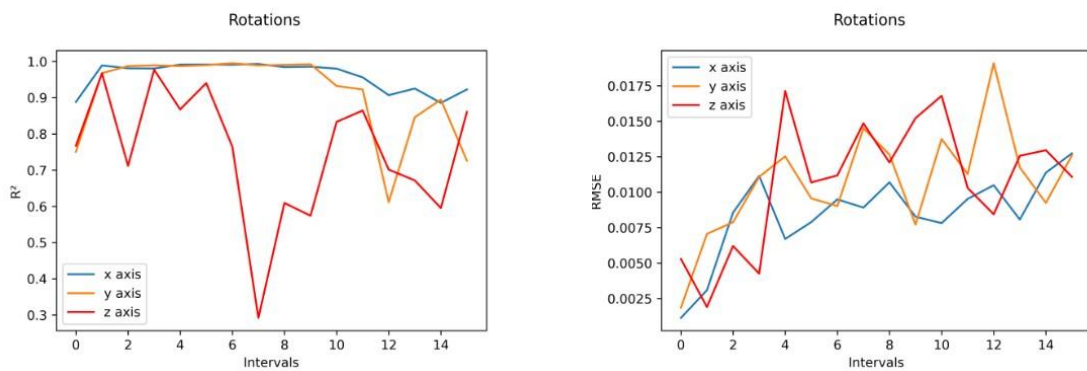 Rotations
1.0
0.9
0.8
0.7
0.6
0.5
0.4
0.3
R²
x axis
y axis
z axis
0 2 4 6 8 10 12 14
Intervals
Rotations
0.0175
0.0150
0.0125
0.0100
0.0075
0.0050
0.0025
RMSE
x axis
y axis
z axis
0 2 4 6 8 10 12 14
Intervals